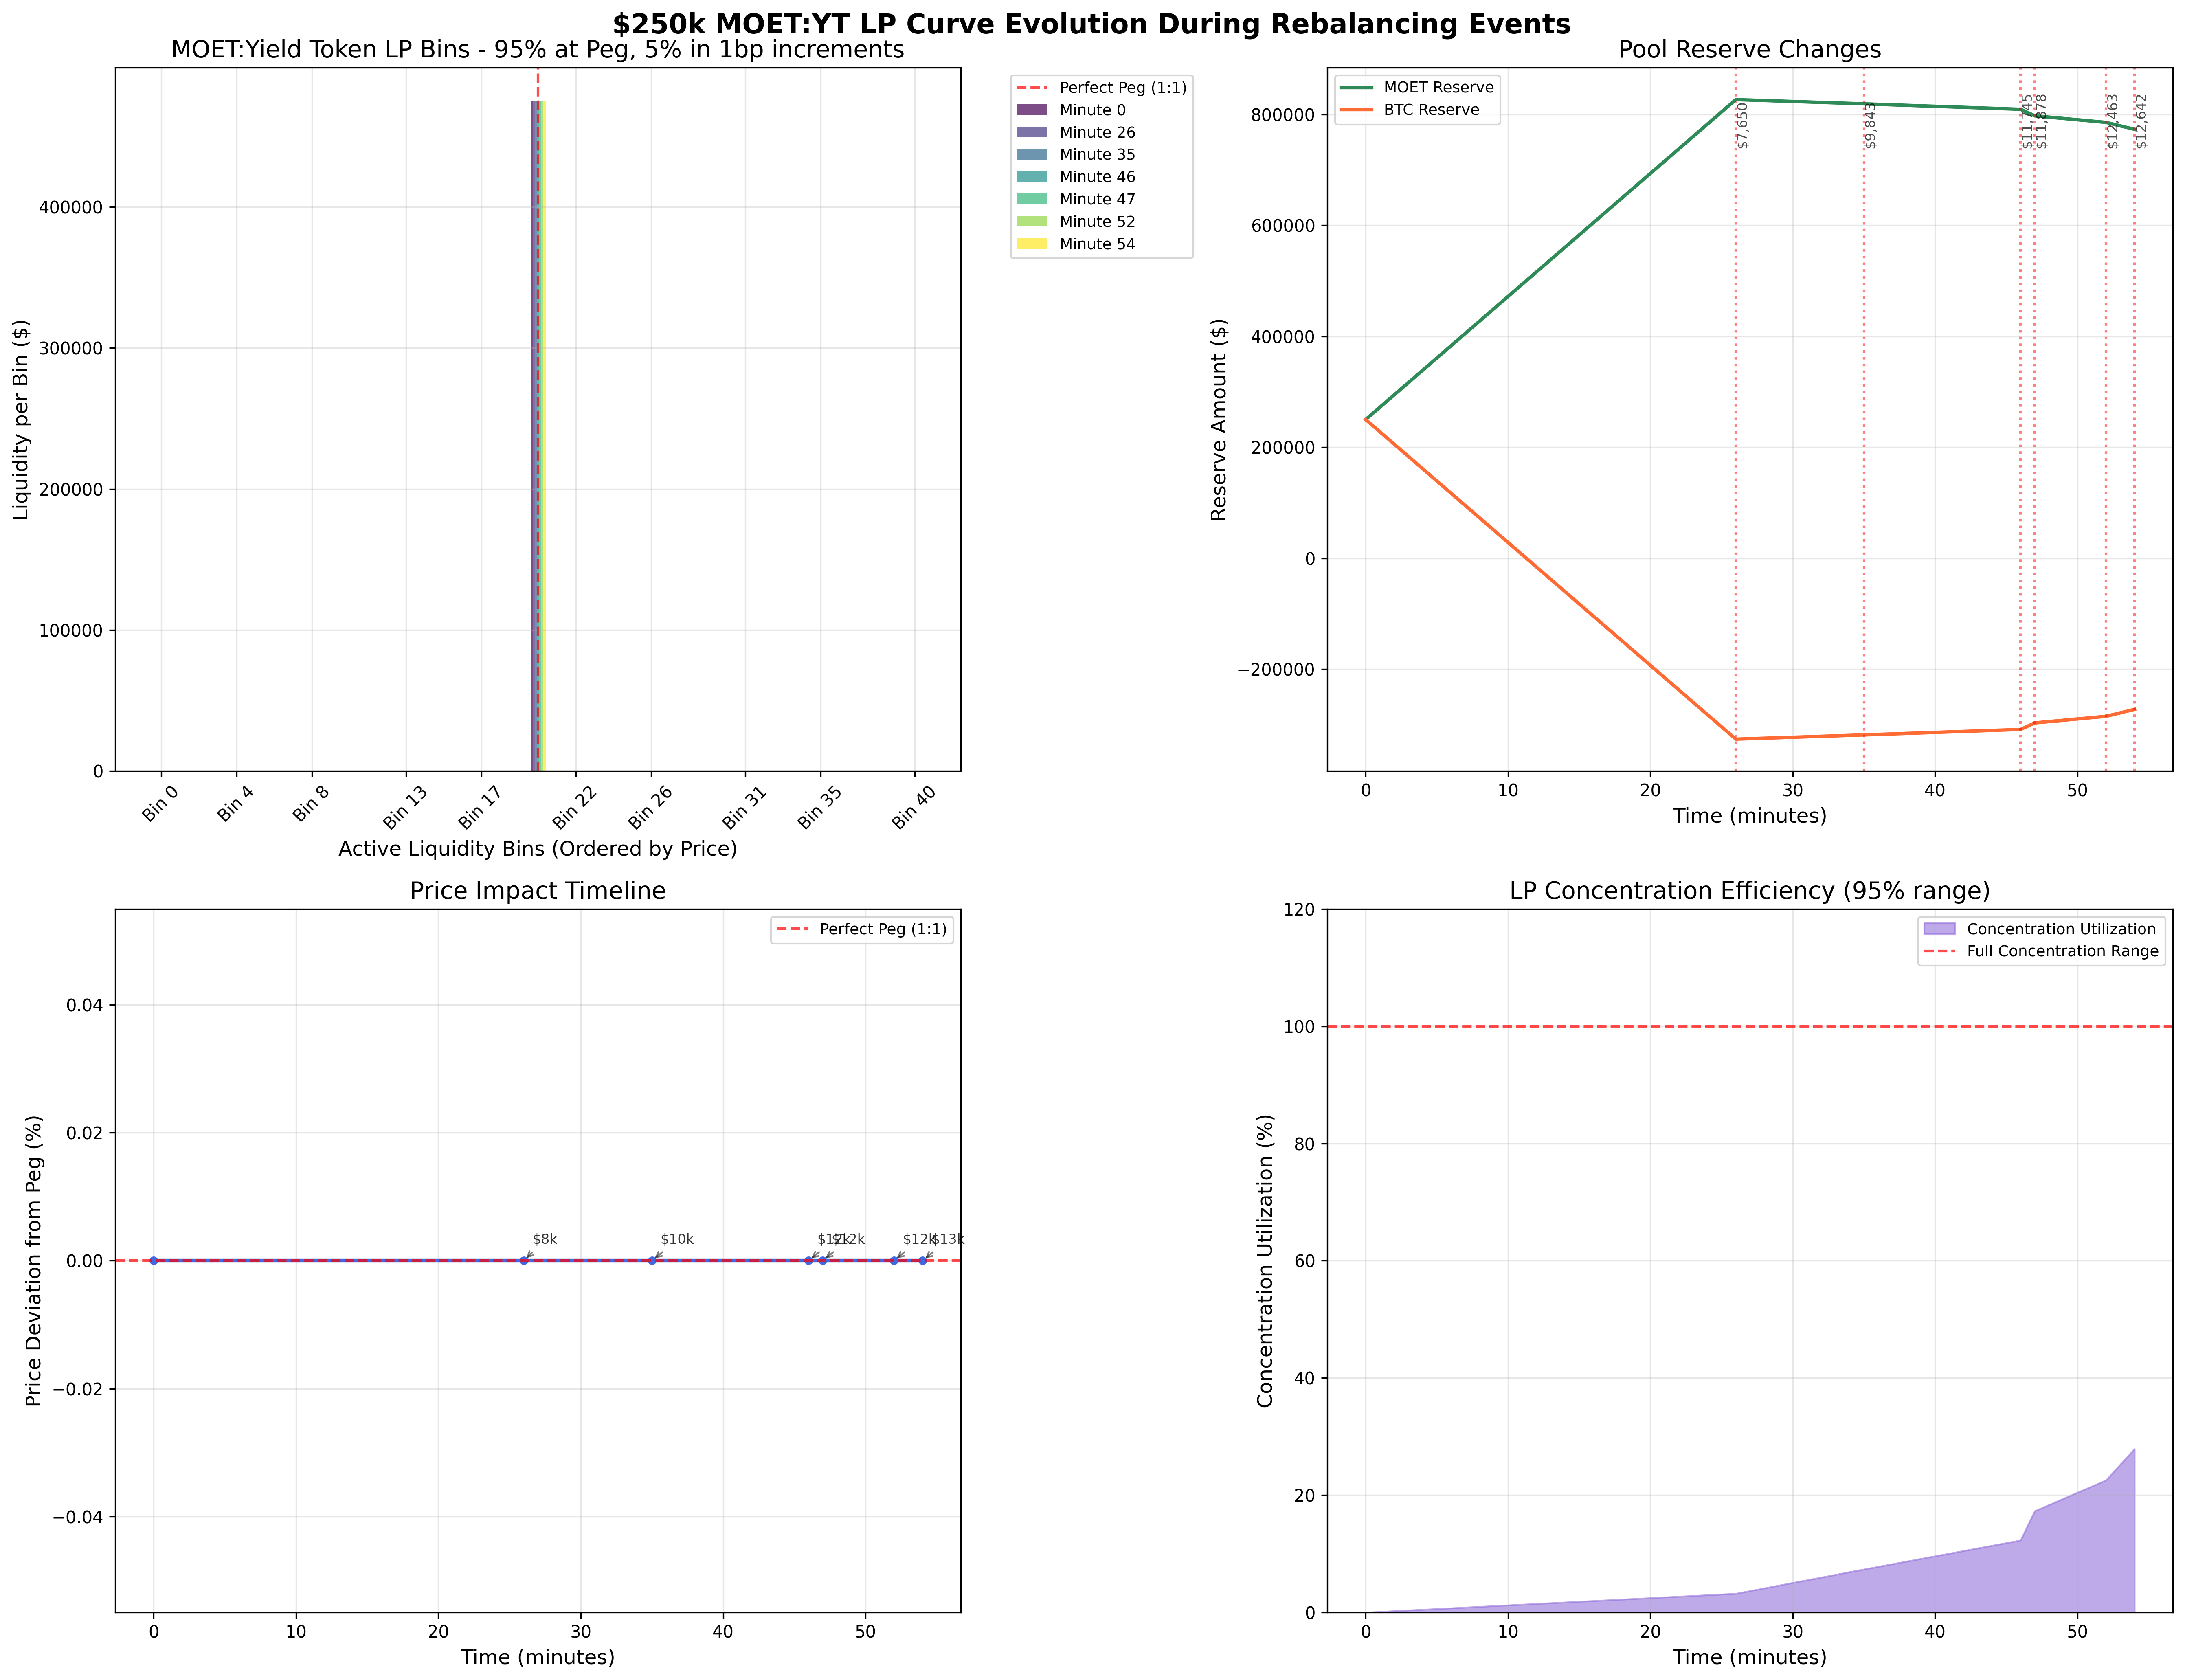 $250k MOET:YT LP Curve Evolution During Rebalancing Events
MOET:Yield Token LP Bins - 95% at Peg, 5% in 1bp increments
Liquidity per Bin ($)
400000
300000
200000
100000
0
Bin 0
Bin 4
Bin 8
Bin 13
Bin 17
Bin 22
Bin 26
Bin 31
Bin 35
Bin 40
Active Liquidity Bins (Ordered by Price)
Perfect Peg (1:1)
Minute 0
Minute 26
Minute 35
Minute 46
Minute 47
Minute 52
Minute 54
Pool Reserve Changes
MOET Reserve
BTC Reserve
Reserve Amount ($)
800000
600000
400000
200000
0
−200000
$7,650
$9,843
$11,745
$11,878
$12,463
$12,642
0
10
20
30
40
50
Time (minutes)
Price Impact Timeline
Perfect Peg (1:1)
Price Deviation from Peg (%)
0.04
0.02
0.00
−0.02
−0.04
$8k
$10k
$12k
$12k
$12k
$13k
0
10
20
30
40
50
Time (minutes)
LP Concentration Efficiency (95% range)
Concentration Utilization
Full Concentration Range
Concentration Utilization (%)
120
100
80
60
40
20
0
0
10
20
30
40
50
Time (minutes)